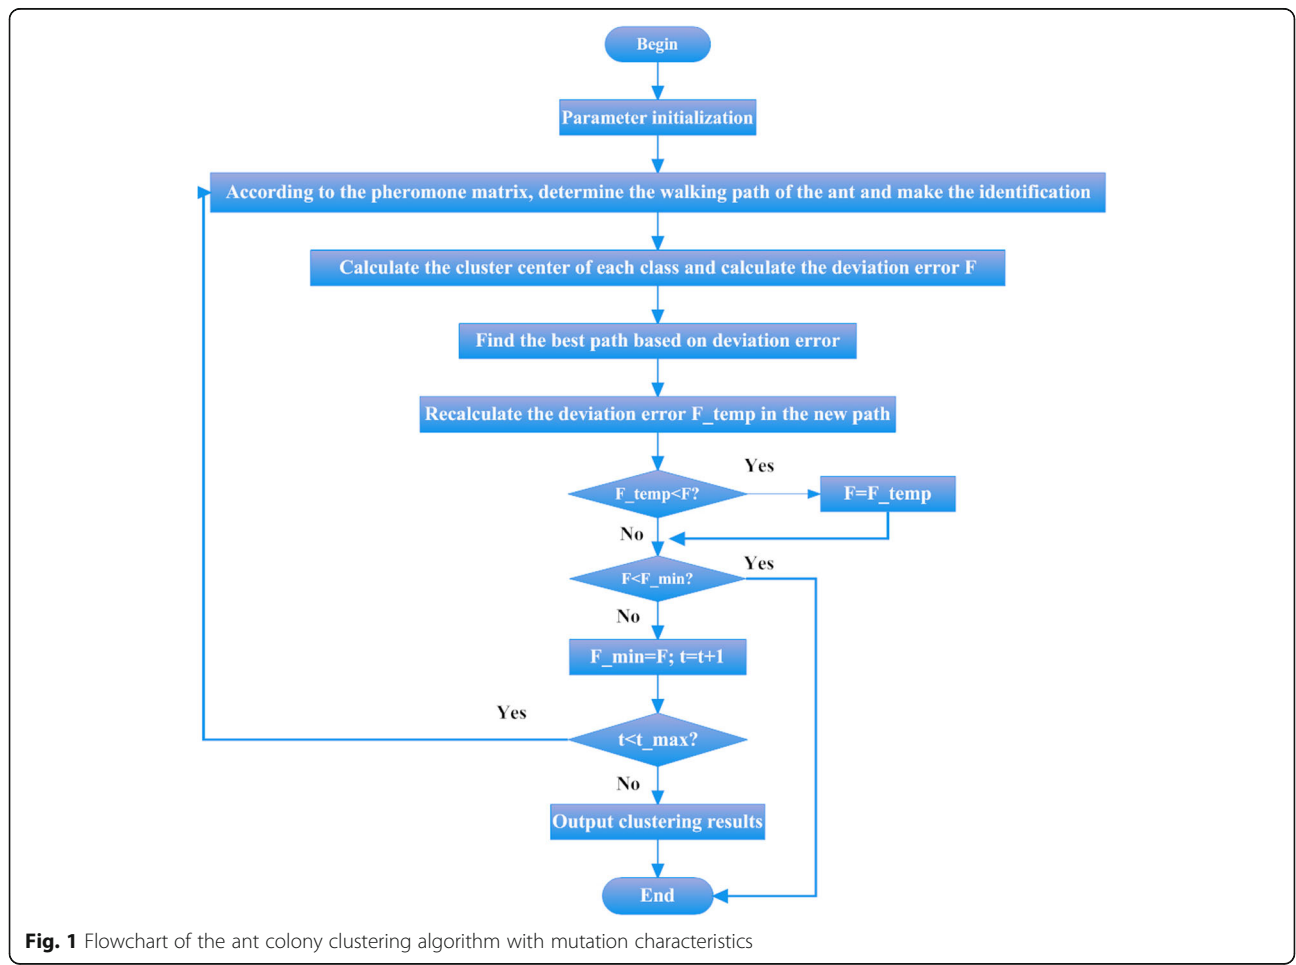 Begin
Parameter initialization
According to the pheromone matrix, determine the walking path of the ant and make the identification
Calculate the cluster center of each class and calculate the deviation error F
Find the best path based on deviation error
Recalculate the deviation error F_temp in the new path
Yes
F_temp<F?
F=F_temp
No
Yes
F<F_min?
No
F_min=F; t=t+1
Yes
t<t_max?
No
Output clustering results
End
Fig. 1 Flowchart of the ant colony clustering algorithm with mutation characteristics